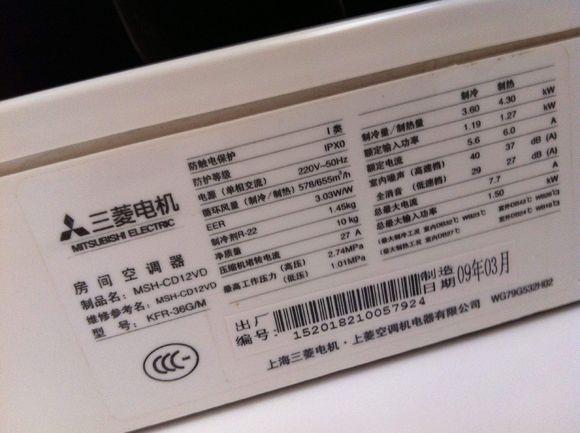 三菱电机
MITSUBISHI ELECTRIC
房间空调器
制品名: MSH-CD12VD
维修参考名: MSH-CD12VD
型 号: KFR-36G/M
防触电保护 I 类
防护等级 IPX0
电源（单相交流） 220V~50Hz
循环风量（制冷/制热） 578/655m³/h
EER 3.03W/W
制冷剂R-22 1.45kg
净质量 10 kg
压缩机堵转电流 27 A
最高工作压力（高压） 2.74MPa
（低压） 1.01MPa
制冷 制热
制冷量/制热量 3.60 4.30 kW
额定输入功率 1.19 1.27 kW
额定电流 5.6 6.0 A
室内噪声（高速档） 40 37 dB (A)
全消音（低速档） 29 27 dB (A)
总最大电流 7.7 A
总最大输入功率 1.50 kW
出厂编号: 152018210057924
制造日期 09年03月
上海三菱电机·上菱空调机电器有限公司
WG79G532H02
CCC